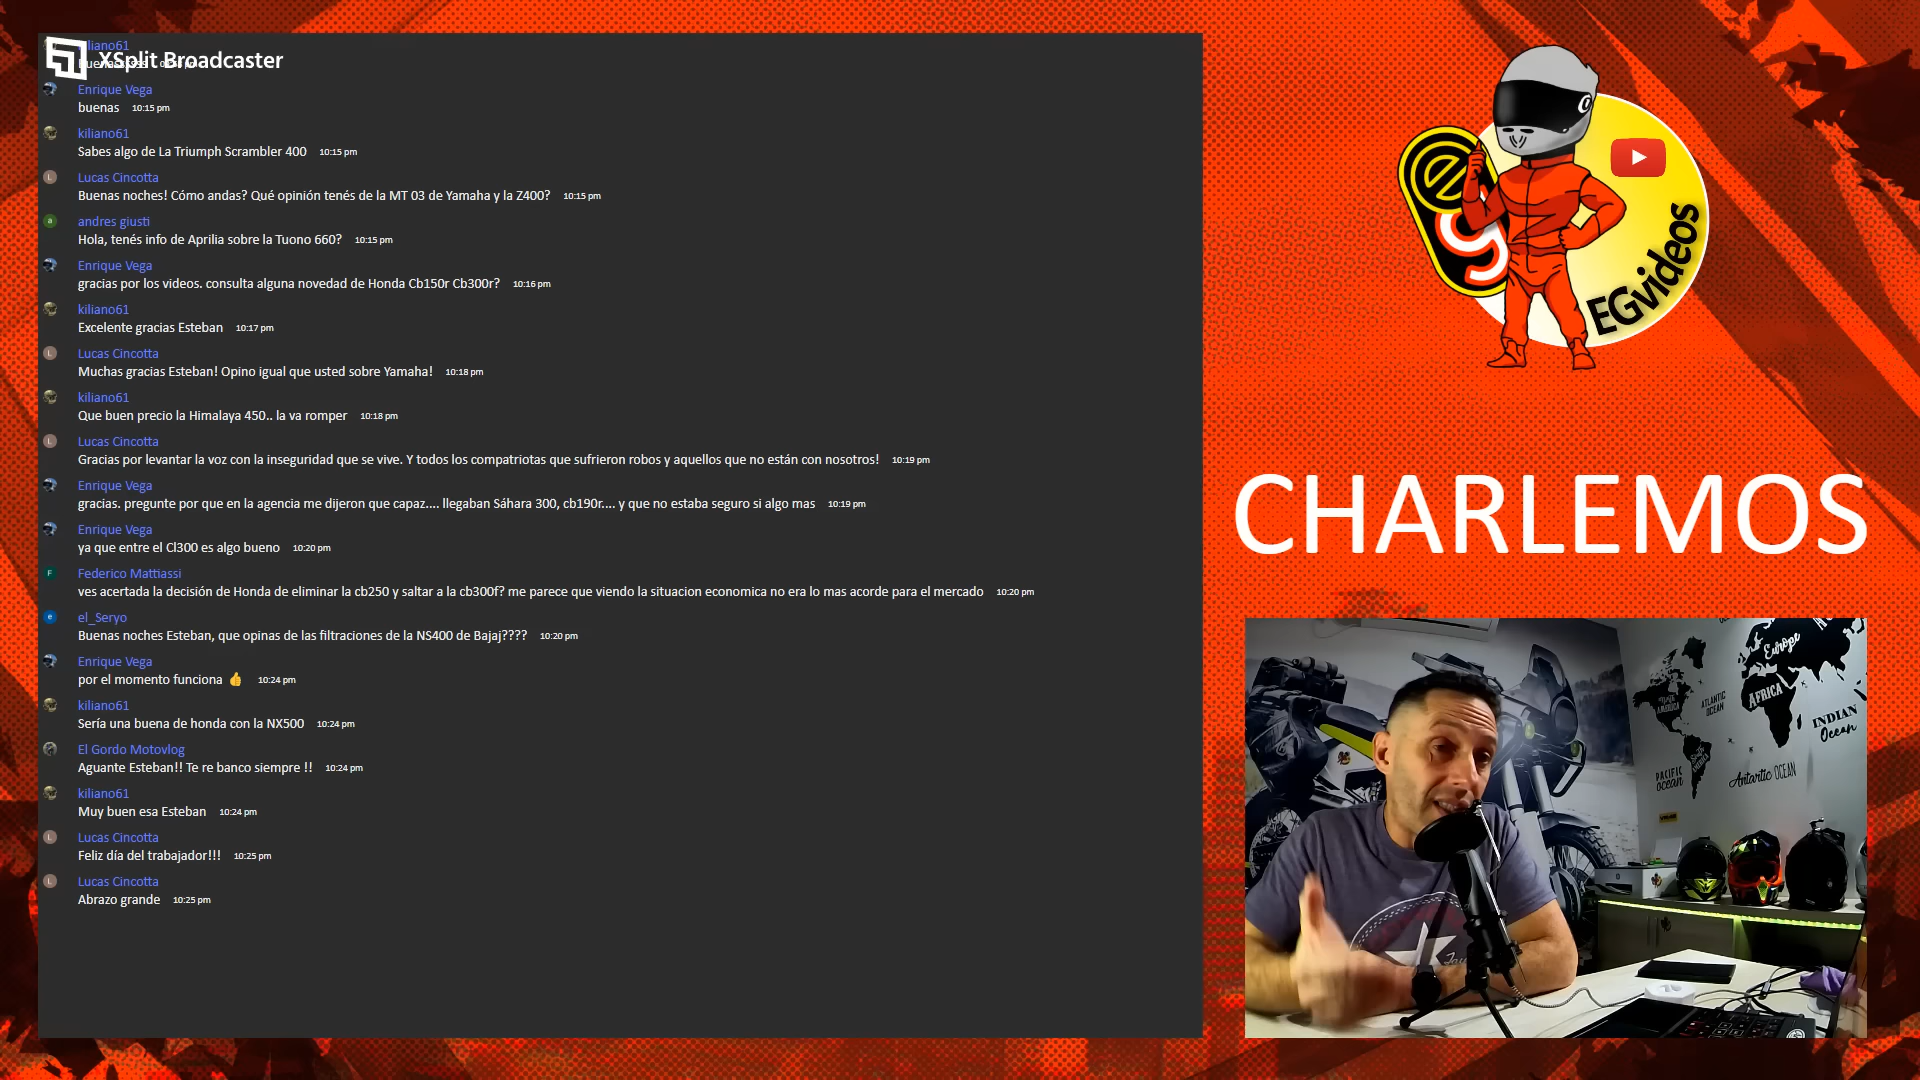 XSplit Broadcaster
Enrique Vega
buenas 10:15 pm
kiliano61
Sabes algo de La Triumph Scrambler 400 10:15 pm
Lucas Cincotta
Buenas noches! Cómo andas? Qué opinión tenés de la MT 03 de Yamaha y la Z400? 10:15 pm
andres giusti
Hola, tenés info de Aprilia sobre la Tuono 660? 10:15 pm
Enrique Vega
gracias por los videos. consulta alguna novedad de Honda Cb150r Cb300r? 10:16 pm
kiliano61
Excelente gracias Esteban 10:17 pm
Lucas Cincotta
Muchas gracias Esteban! Opino igual que usted sobre Yamaha! 10:18 pm
kiliano61
Que buen precio la Himalaya 450.. la va romper 10:18 pm
Lucas Cincotta
Gracias por levantar la voz con la inseguridad que se vive. Y todos los compatriotas que sufrieron robos y aquellos que no están con nosotros! 10:19 pm
Enrique Vega
gracias. pregunte por que en la agencia me dijeron que capaz.... llegaban Sáhara 300, cb190r.... y que no estaba seguro si algo mas 10:19 pm
Enrique Vega
ya que entre el Cl300 es algo bueno 10:20 pm
Federico Mattiassi
ves acertada la decisión de Honda de eliminar la cb250 y saltar a la cb300f? me parece que viendo la situacion economica no era lo mas acorde para el mercado 10:20 pm
el_Seryo
Buenas noches Esteban, que opinas de las filtraciones de la NS400 de Bajaj???? 10:20 pm
Enrique Vega
por el momento funciona 👍 10:24 pm
kiliano61
Sería una buena de honda con la NX500 10:24 pm
El Gordo Motovlog
Aguante Esteban!! Te re banco siempre !! 10:24 pm
kiliano61
Muy buen esa Esteban 10:24 pm
Lucas Cincotta
Feliz día del trabajador!!! 10:25 pm
Lucas Cincotta
Abrazo grande 10:25 pm
eg
EGvideos
CHARLEMOS
Europe
AFRICA
ATLANTIC
OCEAN
INDIAN
Ocean
PACIFIC
Ocean
Antartic OCEAN